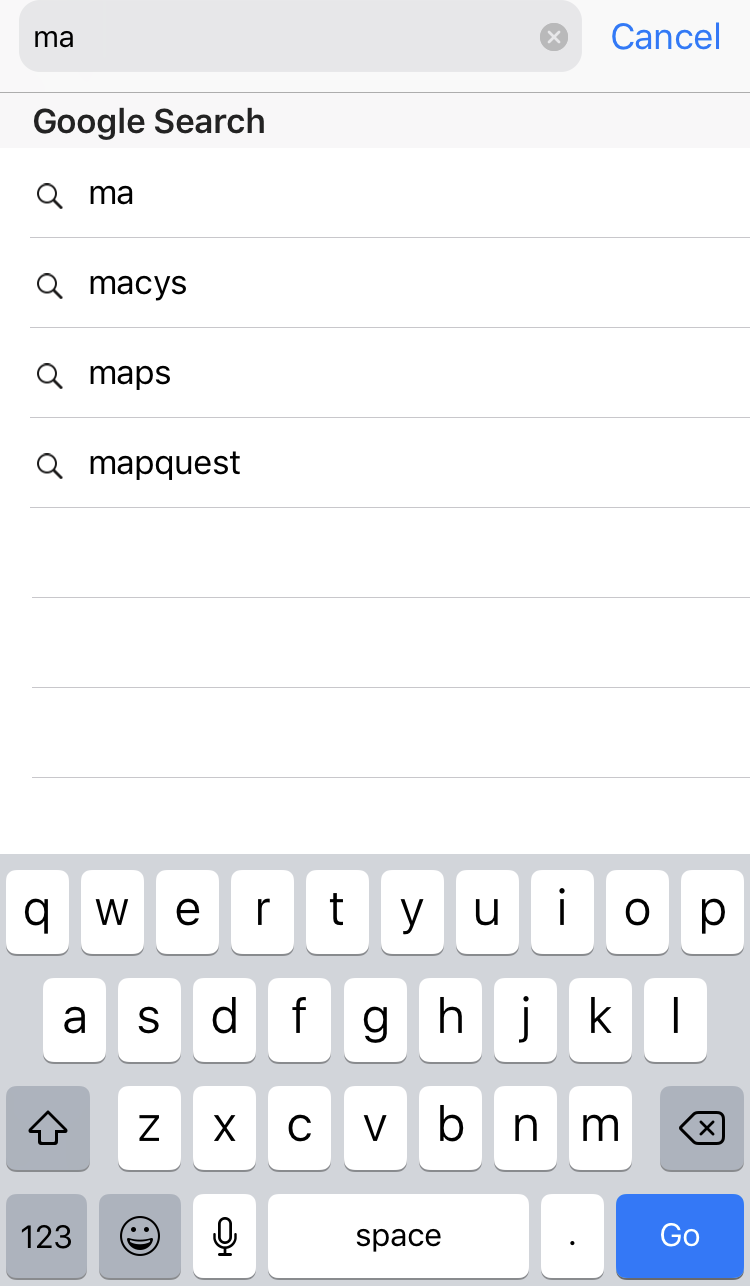 ma
Cancel
Google Search
ma
macys
maps
mapquest
q w e r t y u i o p
a s d f g h j k l
z x c v b n m
123 space . Go